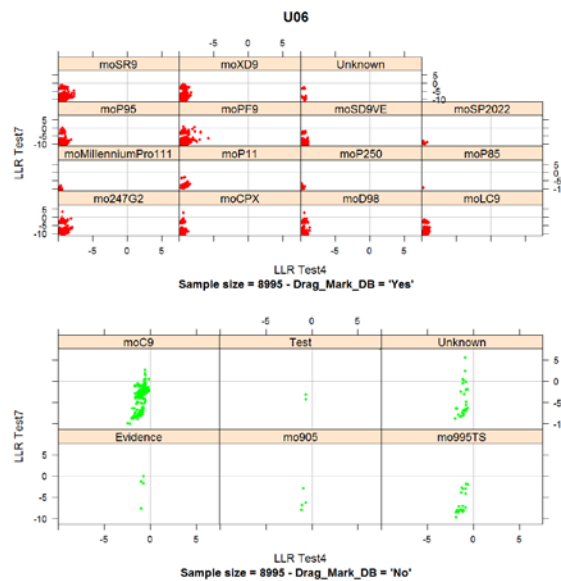 U06
-5 0 5 -5 0 5
moSR9 moXD9 Unknown
5
0
-5
-10
moP95 moPF9 moSD9VE moSP2022
5
0
-5
-10
moMillenniumPro111 moP11 moP250 moP85
5
0
-5
-1
mo247G2 moCPX moD98 moLC9
5
0
-5
-10
-5 0 5 -5 0 5
LLR Test7
LLR Test4
Sample size = 8995 - Drag_Mark_DB = 'Yes'
-5 0 -5 0
moC9 Test Unknown
5
0
-5
-1
Evidence mo905 mo995TS
5
0
-5
-10
-5 0 -5 0
LLR Test7
LLR Test4
Sample size = 8995 - Drag_Mark_DB = 'No'